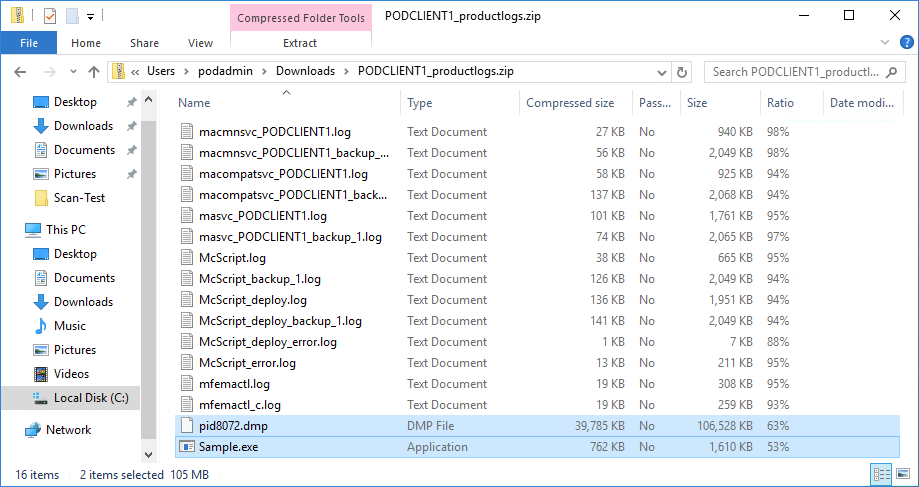 Compressed Folder Tools PODCLIENT1_productlogs.zip
File Home Share View Extract
« Users › podadmin › Downloads › PODCLIENT1_productlogs.zip Search PODCLIENT1_productl...
Name Type Compressed size Pass... Size Ratio Date modi...
Desktop
Downloads
Documents
Pictures
Scan-Test
This PC
Desktop
Documents
Downloads
Music
Pictures
Videos
Local Disk (C:)
Network
macmnsvc_PODCLIENT1.log Text Document 27 KB No 940 KB 98%
macmnsvc_PODCLIENT1_backup_... Text Document 56 KB No 2,049 KB 98%
macompatsvc_PODCLIENT1.log Text Document 58 KB No 925 KB 94%
macompatsvc_PODCLIENT1_back... Text Document 137 KB No 2,068 KB 94%
masvc_PODCLIENT1.log Text Document 101 KB No 1,761 KB 95%
masvc_PODCLIENT1_backup_1.log Text Document 74 KB No 2,065 KB 97%
McScript.log Text Document 38 KB No 665 KB 95%
McScript_backup_1.log Text Document 126 KB No 2,049 KB 94%
McScript_deploy.log Text Document 136 KB No 1,951 KB 94%
McScript_deploy_backup_1.log Text Document 141 KB No 2,049 KB 94%
McScript_deploy_error.log Text Document 1 KB No 7 KB 88%
McScript_error.log Text Document 13 KB No 211 KB 95%
mfemactl.log Text Document 19 KB No 308 KB 95%
mfemactl_c.log Text Document 19 KB No 259 KB 93%
pid8072.dmp DMP File 39,785 KB No 106,528 KB 63%
Sample.exe Application 762 KB No 1,610 KB 53%
16 items 2 items selected 105 MB